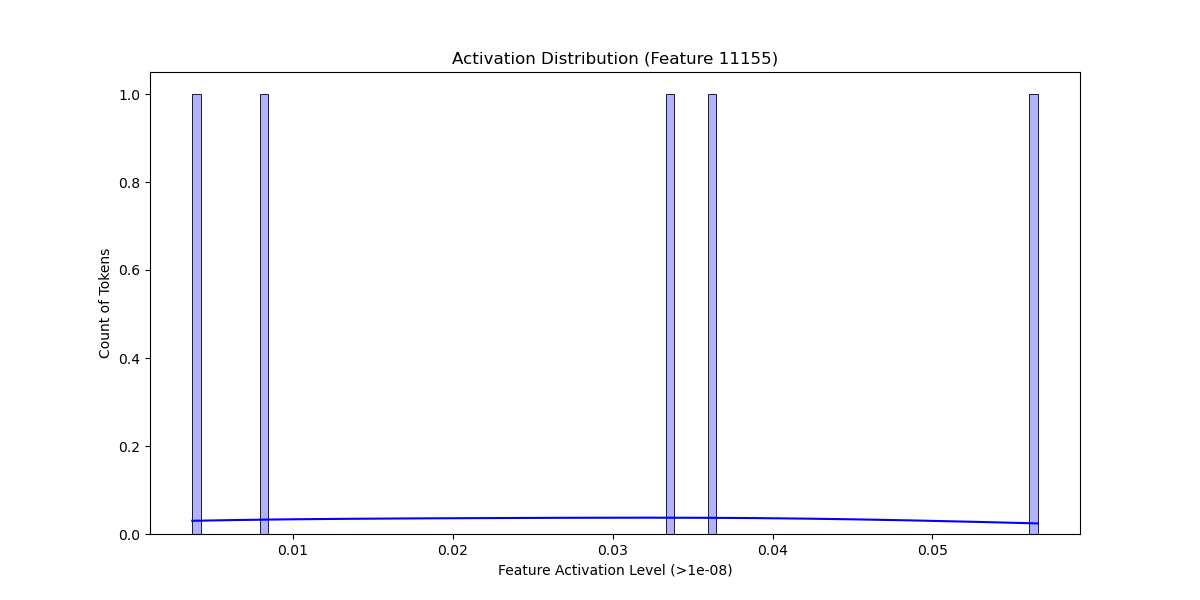 Activation Distribution (Feature 11155)
Count of Tokens
1.0
0.8
0.6
0.4
0.2
0.0
0.01 0.02 0.03 0.04 0.05
Feature Activation Level (>1e-08)